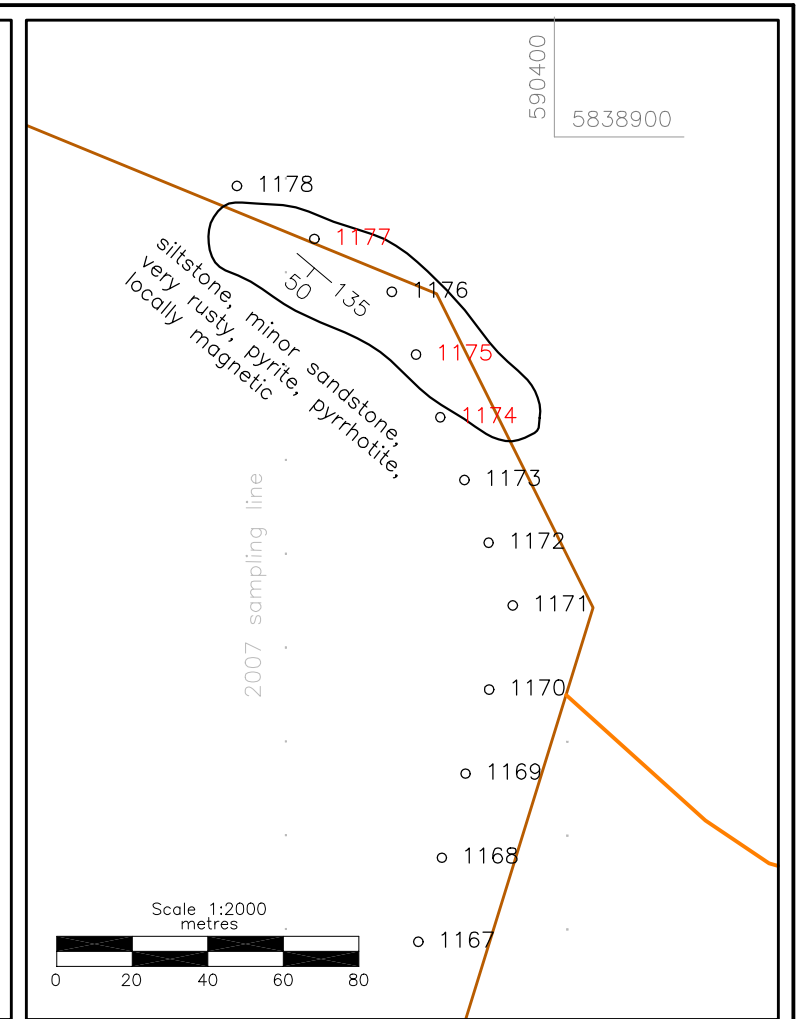 590400
5838900
1178
1177
50
135
1176
siltstone, minor sandstone,
very rusty, pyrite, pyrrhotite,
locally magnetic
1175
1174
1173
2007 sampling line
1172
1171
1170
1169
1168
1167
Scale 1:2000
metres
0 20 40 60 80